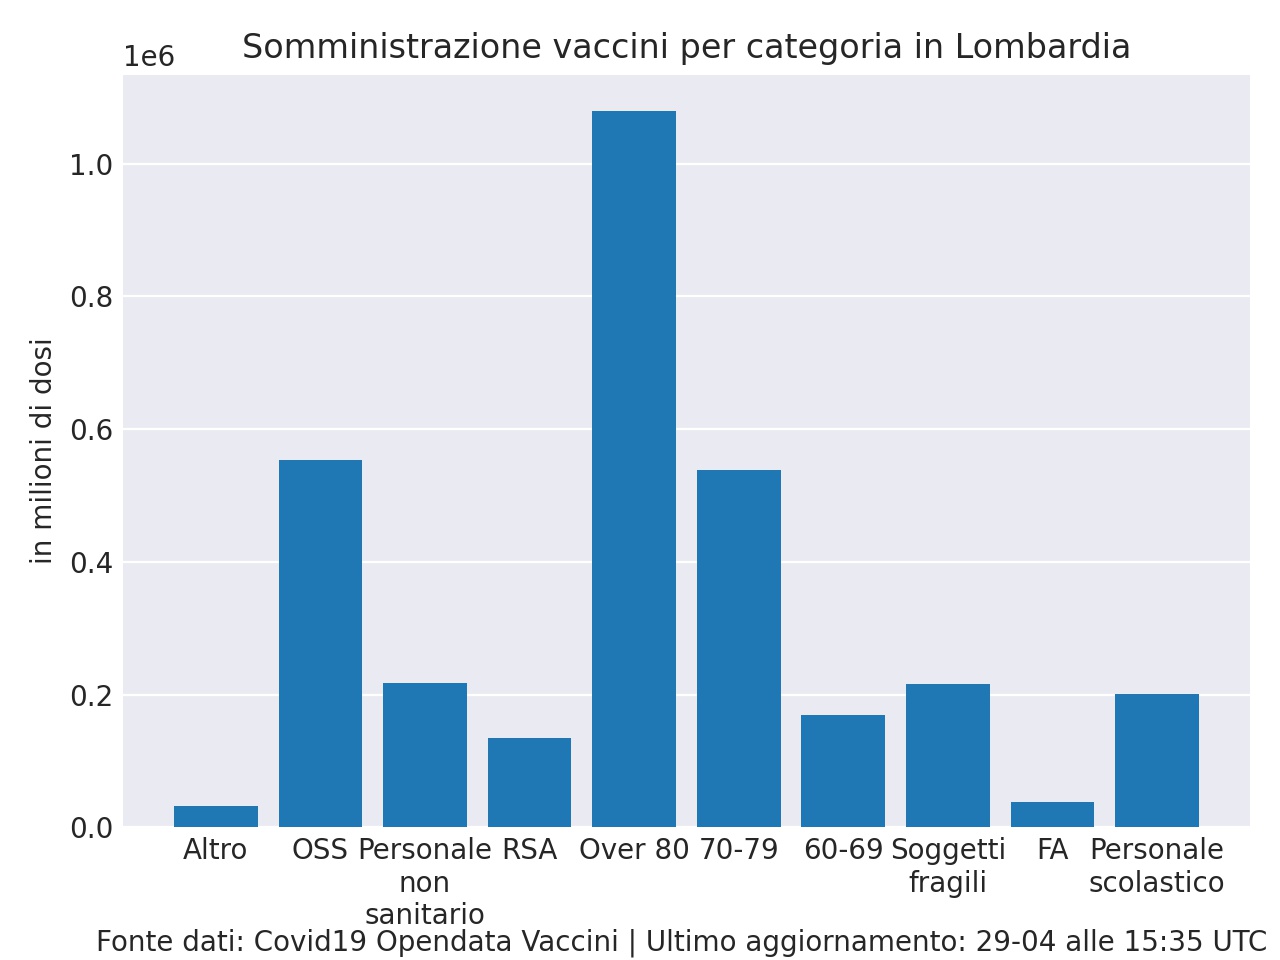 Somministrazione vaccini per categoria in Lombardia
1e6
1.0
0.8
0.6
0.4
0.2
0.0
in milioni di dosi
Altro OSS Personale non sanitario RSA Over 80 70-79 60-69 Soggetti fragili FA Personale scolastico
Fonte dati: Covid19 Opendata Vaccini | Ultimo aggiornamento: 29-04 alle 15:35 UTC